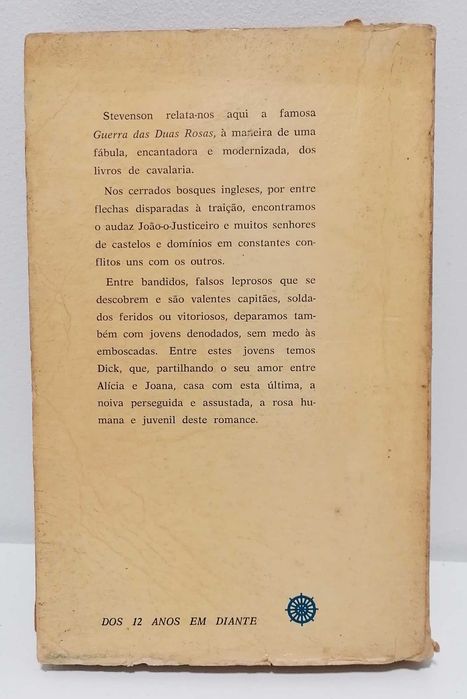 Stevenson relata-nos aqui a famosa
Guerra das Duas Rosas, à maneira de uma
fábula, encantadora e modernizada, dos
livros de cavalaria.
Nos cerrados bosques ingleses, por entre
flechas disparadas à traição, encontramos
o audaz João-o-Justiceiro e muitos senhores
de castelos e domínios em constantes con-
flitos uns com os outros.
Entre bandidos, falsos leprosos que se
descobrem e são valentes capitães, solda-
dos feridos ou vitoriosos, deparamos tam-
bém com jovens denodados, sem medo às
emboscadas. Entre estes jovens temos
Dick, que, partilhando o seu amor entre
Alícia e Joana, casa com esta última, a
noiva perseguida e assustada, a rosa hu-
mana e juvenil deste romance.
DOS 12 ANOS EM DIANTE